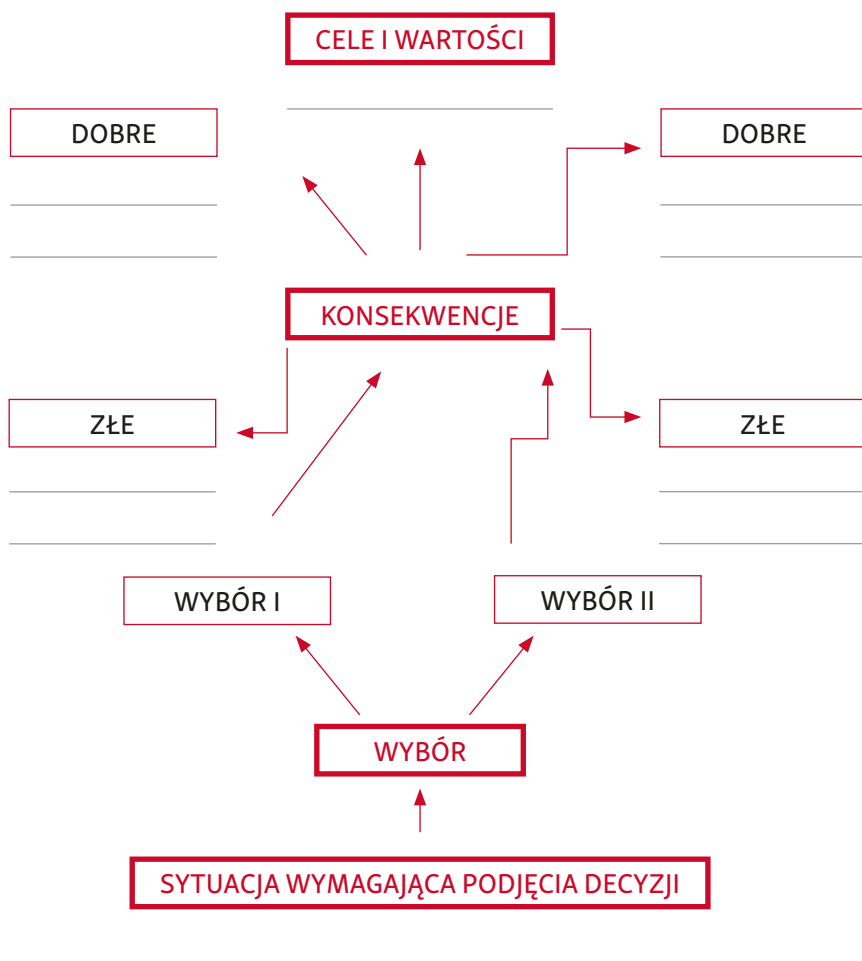 CELE I WARTOŚCI
DOBRE
DOBRE
KONSEKWENCJE
ZŁE
ZŁE
WYBÓR I
WYBÓR II
WYBÓR
SYTUACJA WYMAGAJĄCA PODJĘCIA DECYZJI